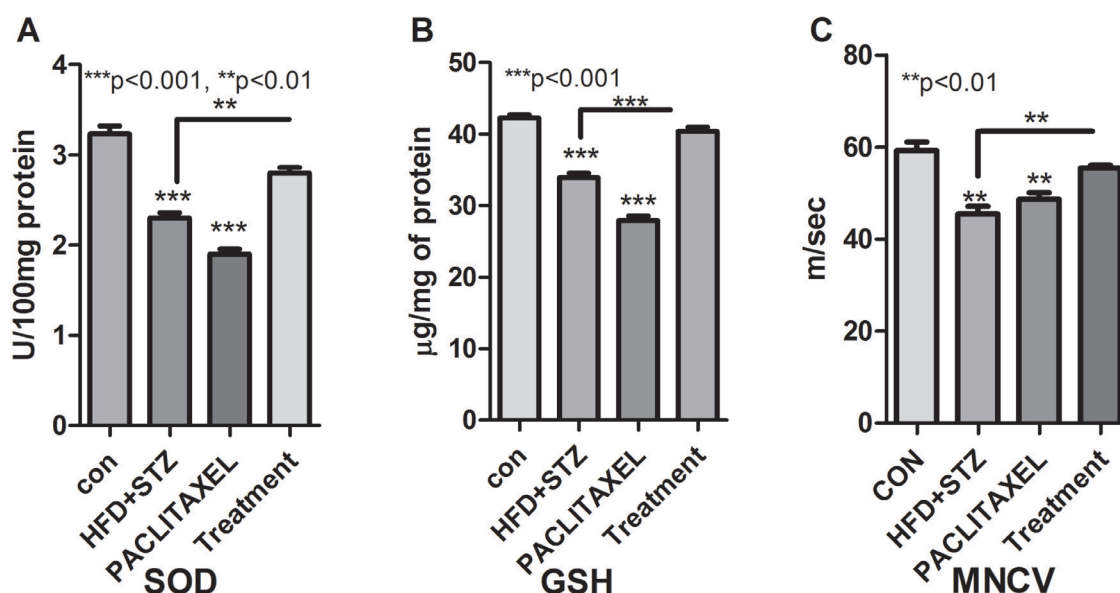 A
***p<0.001, **p<0.01
**
***
***
4
3
2
1
0
U/100mg protein
con
HFD+STZ
PACLITAXEL
Treatment
SOD
B
***p<0.001
***
***
***
50
40
30
20
10
0
µg/mg of protein
con
HFD+STZ
PACLITAXEL
Treatment
GSH
C
**p<0.01
**
**
**
80
60
40
20
0
m/sec
CON
HFD+STZ
PACLITAXEL
Treatment
MNCV